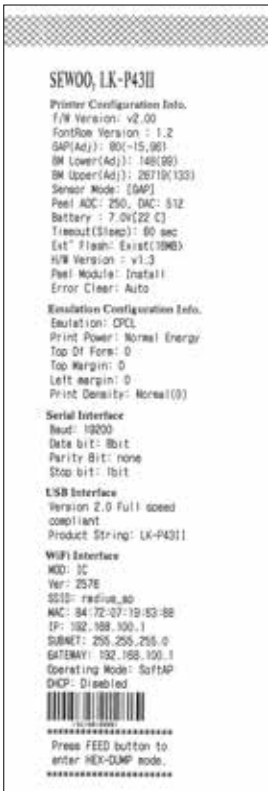 SEWOO, LK-P43II
Printer Configuration Info.
F/W Version: v2.00
FontRom Version : 1.2
GAP(Adj): 80(-15,96)
BM Lower(Adj): 148(99)
BM Upper(Adj): 26719(133)
Sensor Mode: [GAP]
Peel ADC: 250, DAC: 512
Battery : 7.0V[22 C]
Timeout(Sleep): 60 sec
Ext' Flash: Exist(16MB)
H/W Version : v1.3
Peel Module: Install
Error Clear: Auto
Emulation Configuration Info.
Emulation: CPCL
Print Power: Normal Energy
Top Of Form: 0
Top Margin: 0
Left margin: 0
Print Density: Normal(0)
Serial Interface
Baud: 19200
Data bit: 8bit
Parity Bit: none
Stop bit: 1bit
USB Interface
Version 2.0 Full speed
compliant
Product String: LK-P43II
WiFi Interface
MOD: IC
Ver: 2576
SSID: redius_ap
MAC: 84:72:07:19:63:88
IP: 192.168.100.1
SUBNET: 255.255.255.0
GATEWAY: 192.168.100.1
Operating Mode: SoftAP
DHCP: Disabled
**********************
Press FEED button to
enter HEX-DUMP mode.
**********************